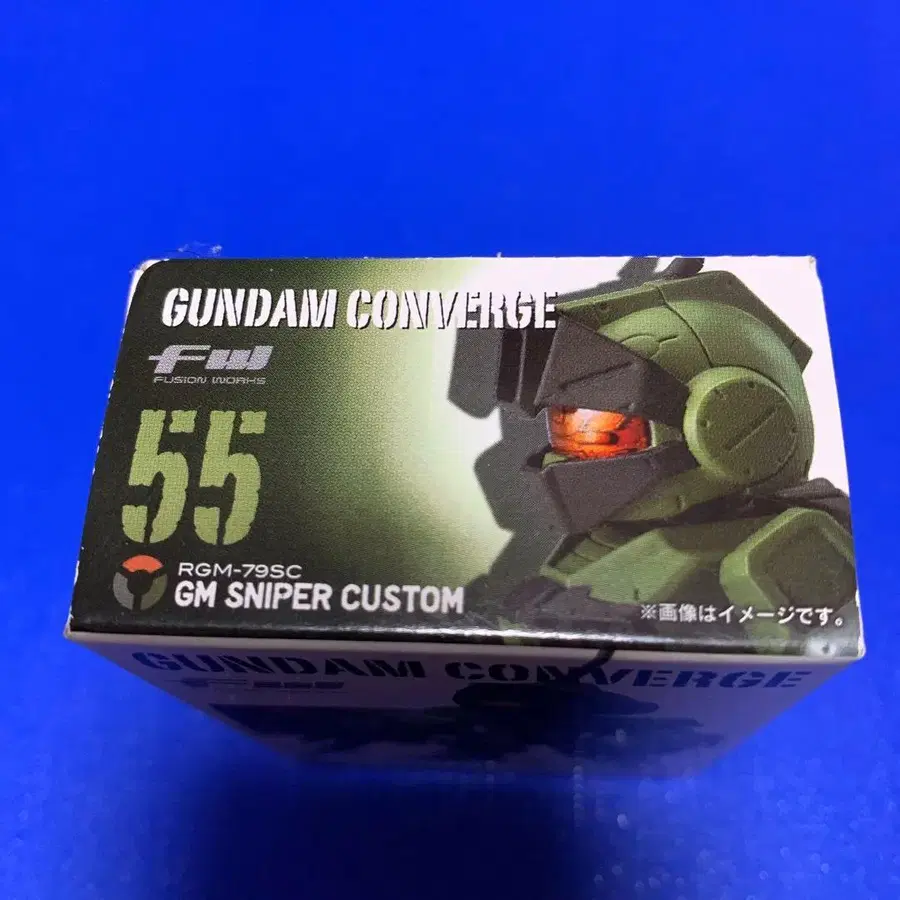 GUNDAM CONVERGE
FW
FUSION WORKS
55
RGM-79SC
GM SNIPER CUSTOM
※画像はイメージです。
GUNDAM CONVERGE
FW